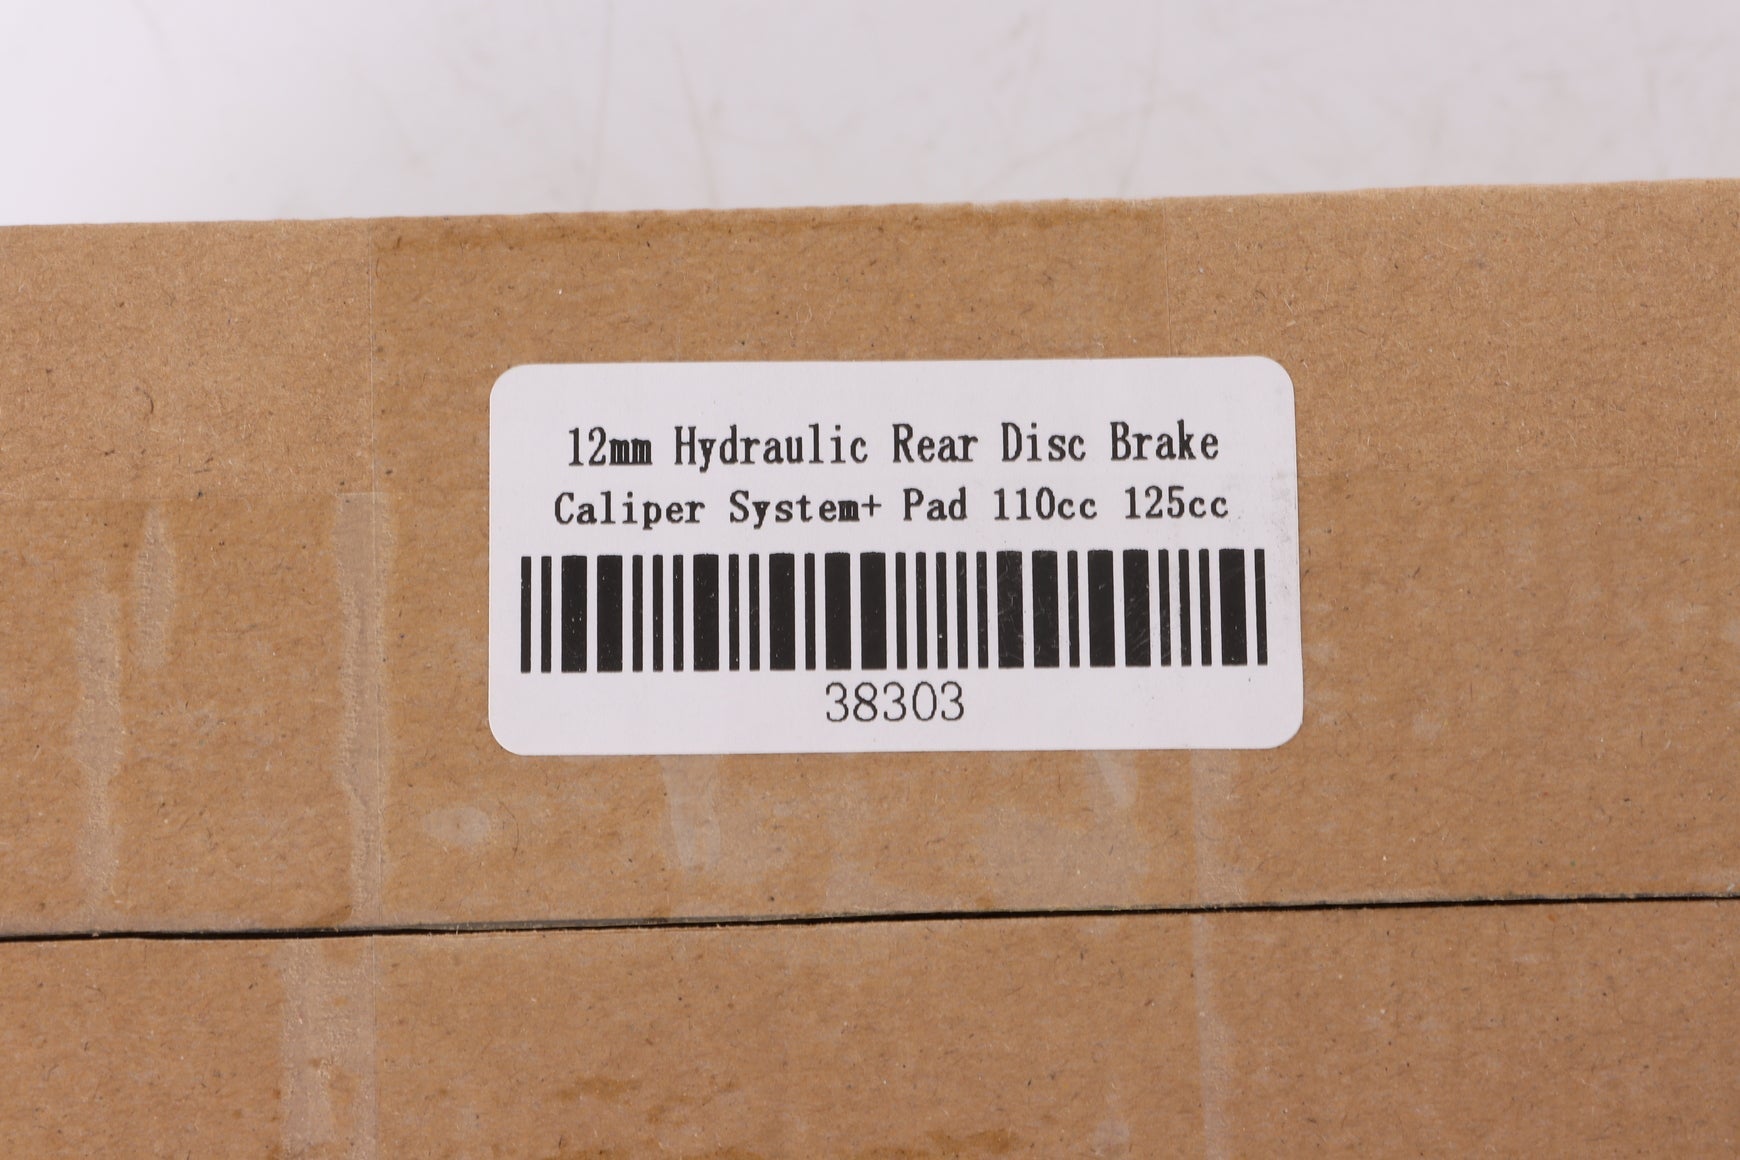 12mm Hydraulic Rear Disc Brake
Caliper System+ Pad 110cc 125cc
38303